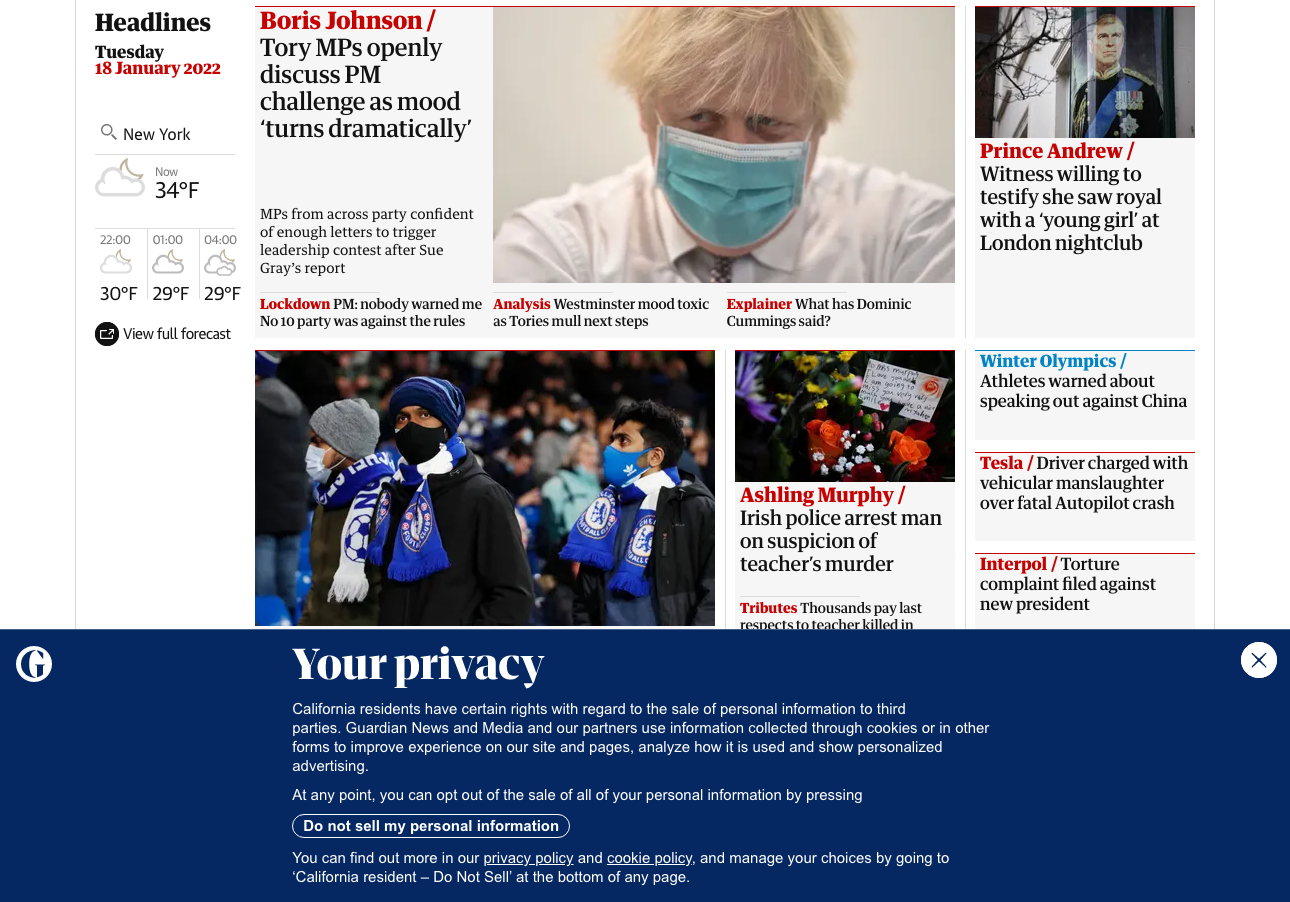 Headlines
Tuesday
18 January 2022
New York
Now
34°F
22:00
30°F
01:00
29°F
04:00
29°F
View full forecast
Boris Johnson /
Tory MPs openly
discuss PM
challenge as mood
‘turns dramatically’
MPs from across party confident
of enough letters to trigger
leadership contest after Sue
Gray’s report
Lockdown PM: nobody warned me
No 10 party was against the rules
Analysis Westminster mood toxic
as Tories mull next steps
Explainer What has Dominic
Cummings said?
Prince Andrew /
Witness willing to
testify she saw royal
with a ‘young girl’ at
London nightclub
Ashling Murphy /
Irish police arrest man
on suspicion of
teacher’s murder
Tributes Thousands pay last
respects to teacher killed in
Winter Olympics /
Athletes warned about
speaking out against China
Tesla / Driver charged with
vehicular manslaughter
over fatal Autopilot crash
Interpol / Torture
complaint filed against
new president
Your privacy
California residents have certain rights with regard to the sale of personal information to third
parties. Guardian News and Media and our partners use information collected through cookies or in other
forms to improve experience on our site and pages, analyze how it is used and show personalized
advertising.
At any point, you can opt out of the sale of all of your personal information by pressing
Do not sell my personal information
You can find out more in our privacy policy and cookie policy, and manage your choices by going to
‘California resident – Do Not Sell’ at the bottom of any page.